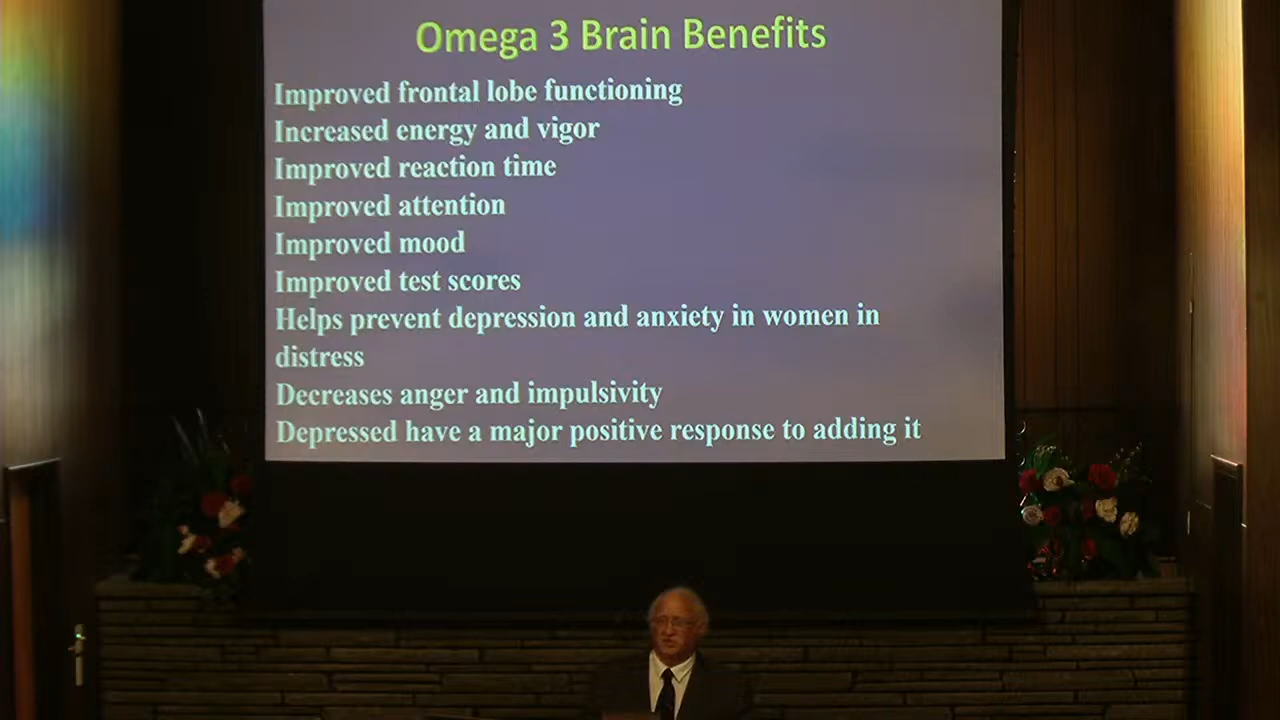 Omega 3 Brain Benefits
Improved frontal lobe functioning
Increased energy and vigor
Improved reaction time
Improved attention
Improved mood
Improved test scores
Helps prevent depression and anxiety in women in
distress
Decreases anger and impulsivity
Depressed have a major positive response to adding it